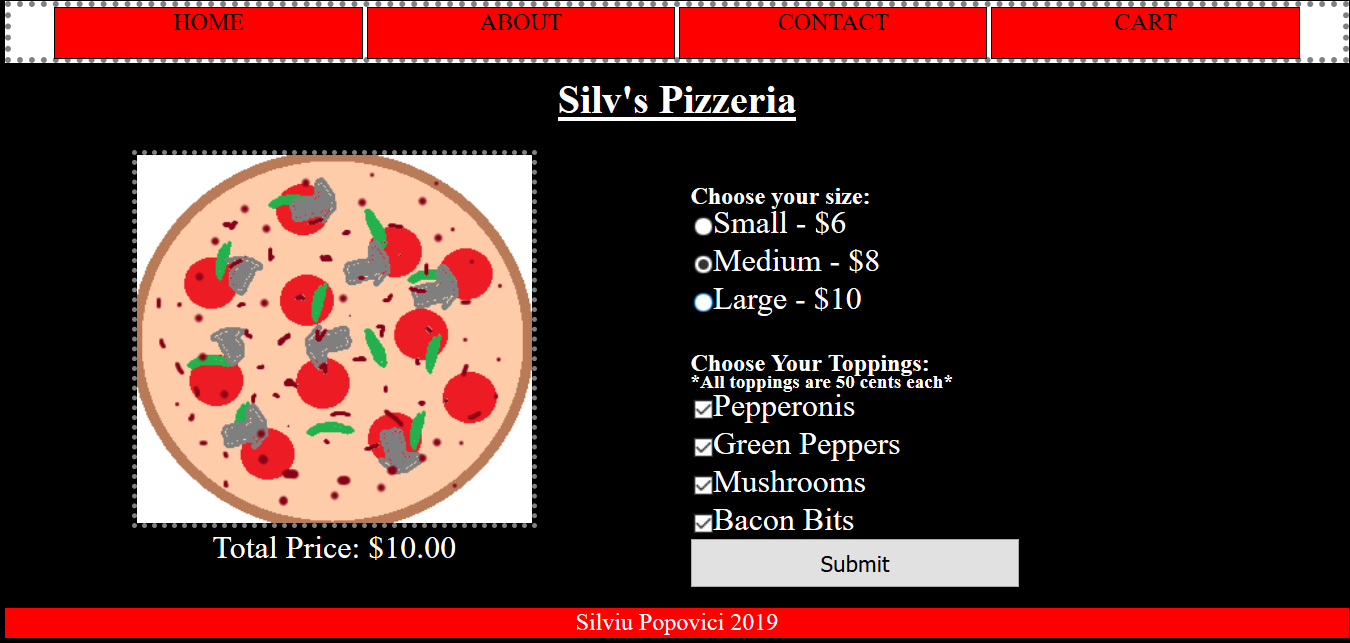 HOME ABOUT CONTACT CART
Silv's Pizzeria
Choose your size:
Small - $6
Medium - $8
Large - $10
Choose Your Toppings:
*All toppings are 50 cents each*
Pepperonis
Green Peppers
Mushrooms
Bacon Bits
Submit
Total Price: $10.00
Silviu Popovici 2019